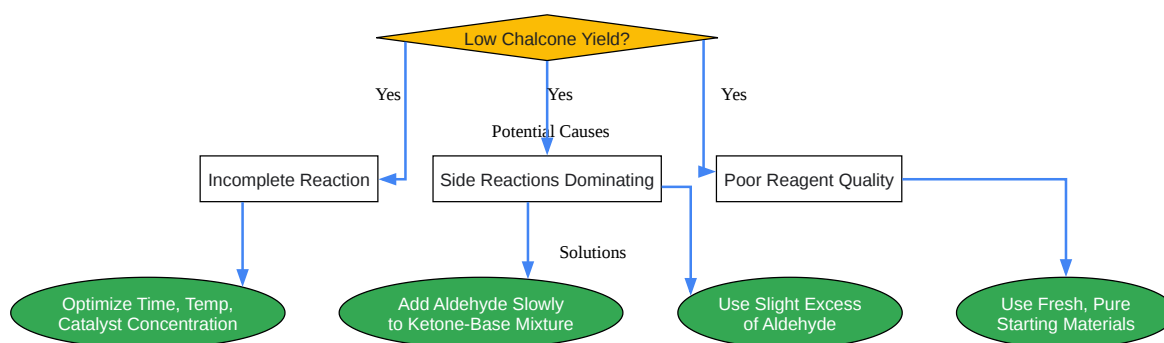 Low Chalcone Yield?
Yes
Yes
Yes
Potential Causes
Incomplete Reaction
Side Reactions Dominating
Poor Reagent Quality
Solutions
Optimize Time, Temp,
Catalyst Concentration
Add Aldehyde Slowly
to Ketone-Base Mixture
Use Slight Excess
of Aldehyde
Use Fresh, Pure
Starting Materials